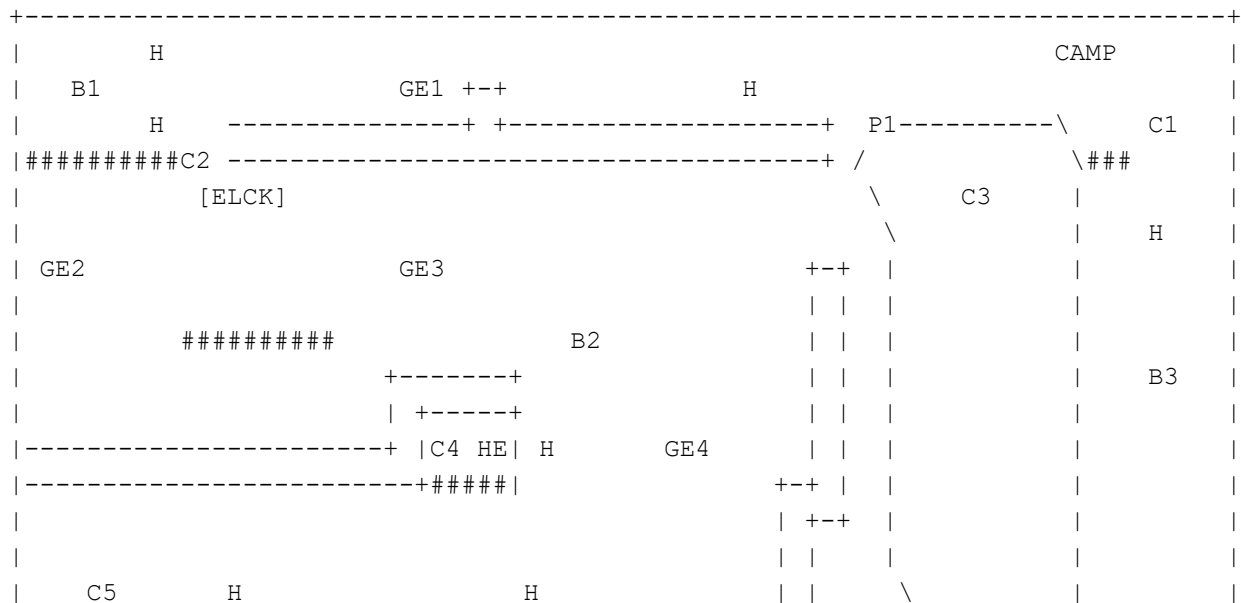 +------------------------------------------------------------------------------+
|        H                                                         CAMP       |
|   B1                   GE1 +-+               H                              |
|        H    ---------------+ +--------------------+  P1----------\     C1   |
|##########C2 --------------------------------------+ /             \###      |
|           [ELCK]                                     \     C3     |         |
|                                                       \           |    H    |
| GE2                    GE3                       +-+  |           |         |
|                                                  | |  |           |         |
|          ##########               B2             | |  |           |         |
|                       +-------+                  | |  |           |    B3   |
|                       | +-----+                  | |  |           |         |
|-----------------------+ |C4 HE| H       GE4      | |  |           |         |
|-------------------------+#####|                +-+ |  |           |         |
|                                                | +-+  |           |         |
|                                                | |    |           |         |
|    C5       H                  H               | |     \          |         |